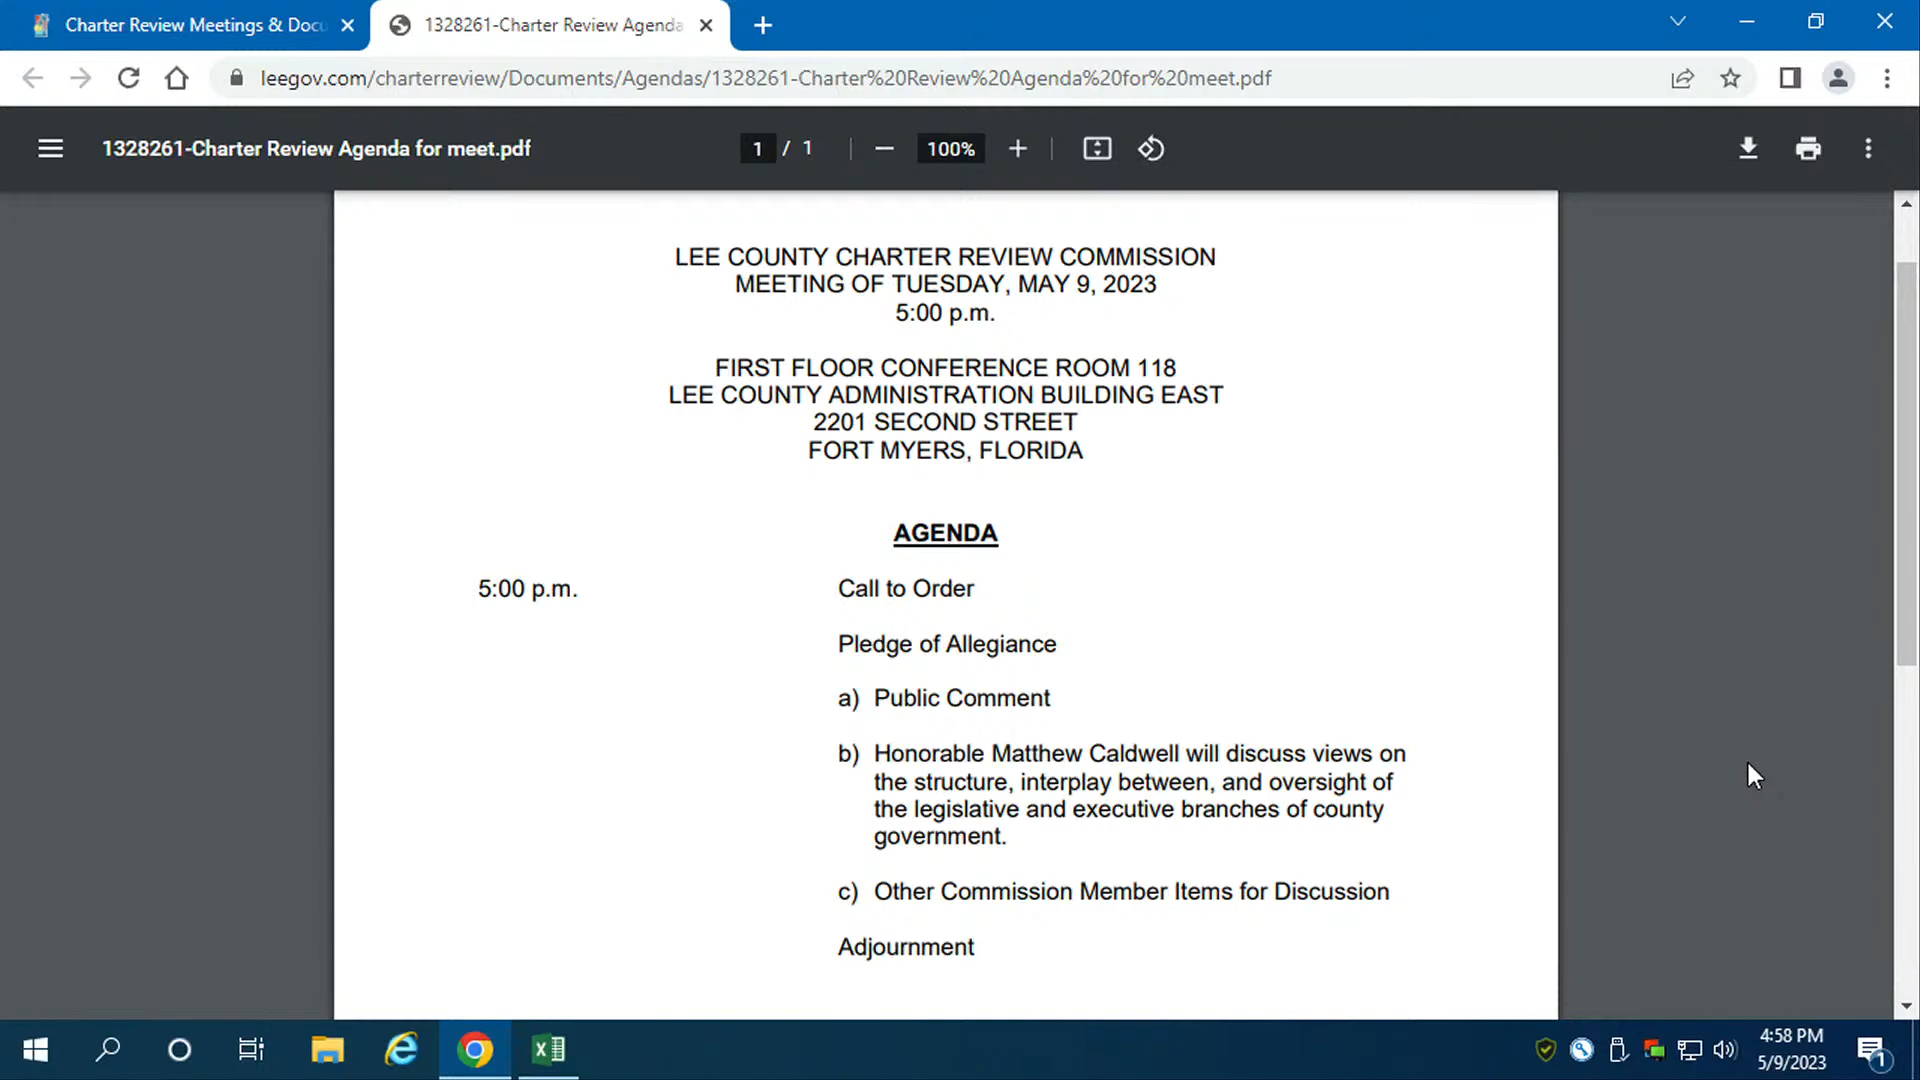 Charter Review Meetings & Docu
1328261-Charter Review Agenda
leegov.com/charterreview/Documents/Agendas/1328261-Charter%20Review%20Agenda%20for%20meet.pdf
1328261-Charter Review Agenda for meet.pdf
1 / 1
100%
LEE COUNTY CHARTER REVIEW COMMISSION
MEETING OF TUESDAY, MAY 9, 2023
5:00 p.m.
FIRST FLOOR CONFERENCE ROOM 118
LEE COUNTY ADMINISTRATION BUILDING EAST
2201 SECOND STREET
FORT MYERS, FLORIDA
AGENDA
5:00 p.m. Call to Order
Pledge of Allegiance
a) Public Comment
b) Honorable Matthew Caldwell will discuss views on
the structure, interplay between, and oversight of
the legislative and executive branches of county
government.
c) Other Commission Member Items for Discussion
Adjournment
4:58 PM
5/9/2023
1